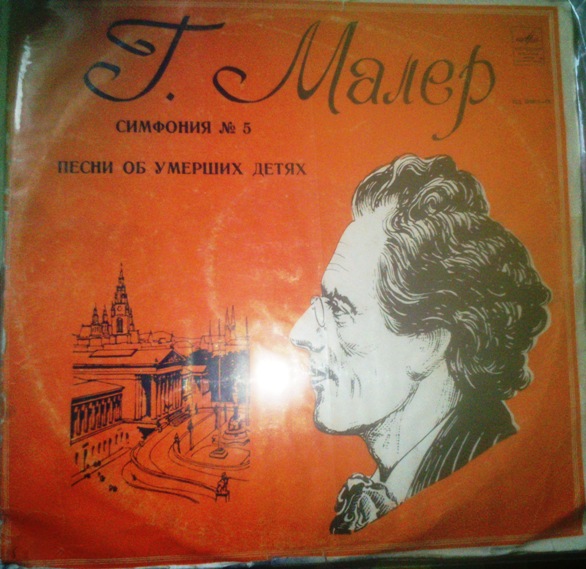 Г. Малер
СИМФОНИЯ № 5
ПЕСНИ ОБ УМЕРШИХ ДЕТЯХ